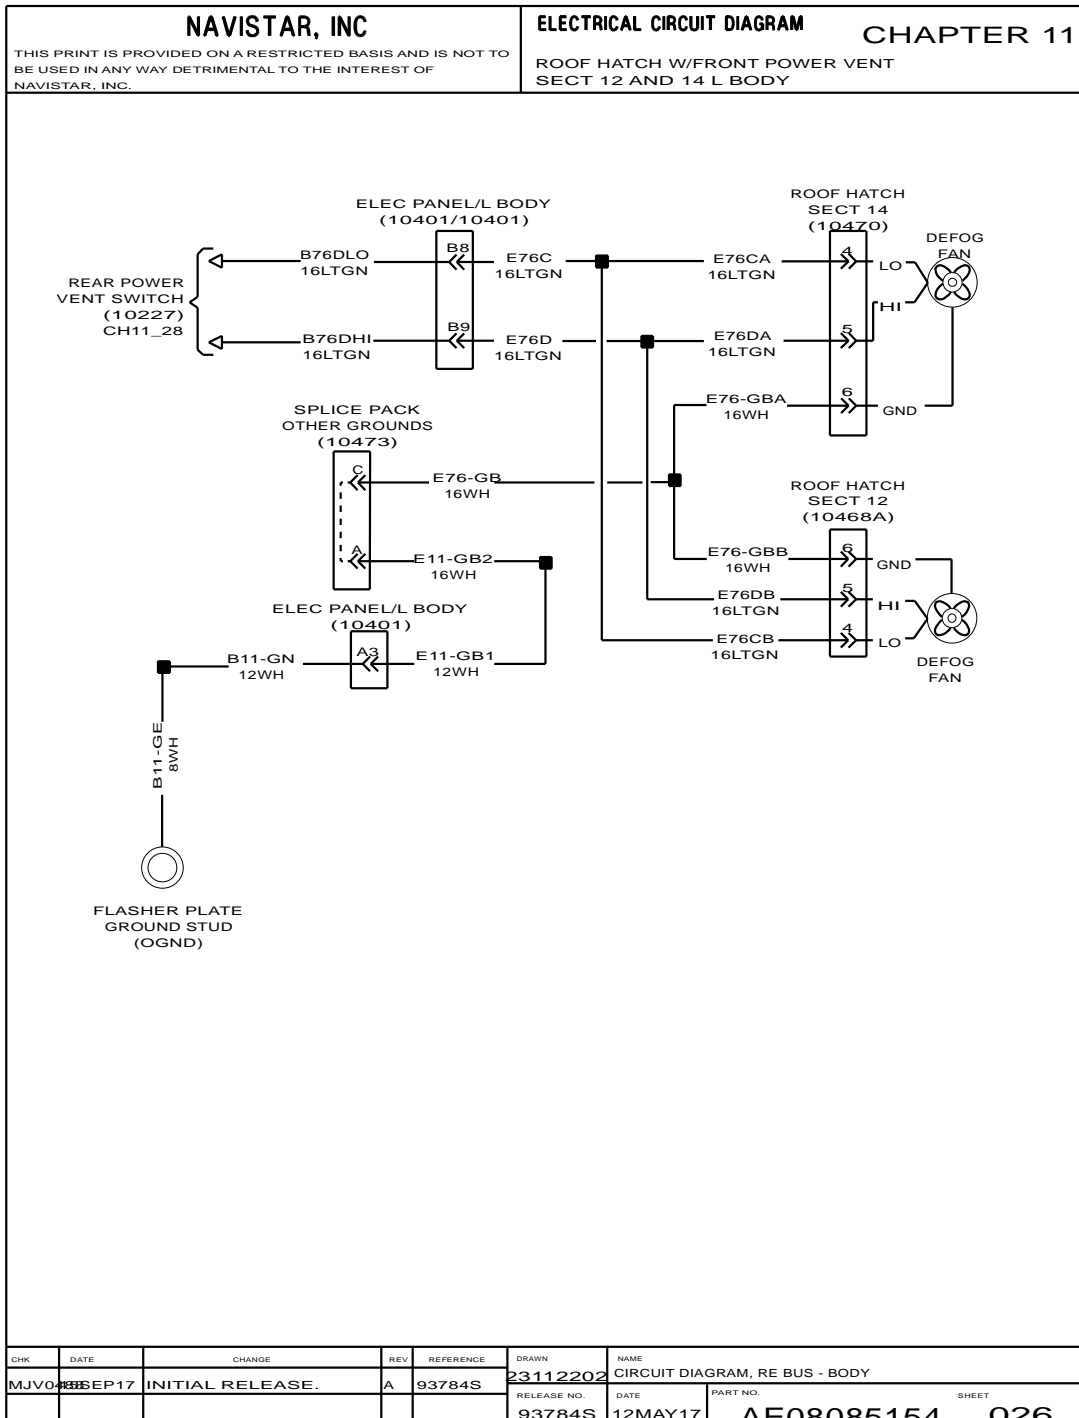 NAVISTAR, INC
THIS PRINT IS PROVIDED ON A RESTRICTED BASIS AND IS NOT TO
BE USED IN ANY WAY DETRIMENTAL TO THE INTEREST OF
NAVISTAR, INC.
ELECTRICAL CIRCUIT DIAGRAM
CHAPTER 11
ROOF HATCH W/FRONT POWER VENT
SECT 12 AND 14 L BODY
ELEC PANEL/L BODY
(10401/10401)
ROOF HATCH
SECT 14
(10470)
DEFOG
FAN
REAR POWER
VENT SWITCH
(10227)
CH11_28
B76DLO
16LTGN
B8
E76C
16LTGN
E76CA
16LTGN
4
LO
HI
B76DHI
16LTGN
B9
E76D
16LTGN
E76DA
16LTGN
5
E76-GBA
16WH
6
GND
SPLICE PACK
OTHER GROUNDS
(10473)
C
E76-GB
16WH
A
E11-GB2
16WH
ROOF HATCH
SECT 12
(10468A)
E76-GBB
16WH
6
GND
E76DB
16LTGN
5
HI
E76CB
16LTGN
4
LO
DEFOG
FAN
ELEC PANEL/L BODY
(10401)
B11-GN
12WH
A3
E11-GB1
12WH
B11-GE
8WH
FLASHER PLATE
GROUND STUD
(OGND)
CHK DATE CHANGE REV REFERENCE
INITIAL RELEASE. A 93784S
DRAWN
23112202
NAME
CIRCUIT DIAGRAM, RE BUS - BODY
RELEASE NO.
93784S
DATE
12MAY17
PART NO.
AE08085154
SHEET
026